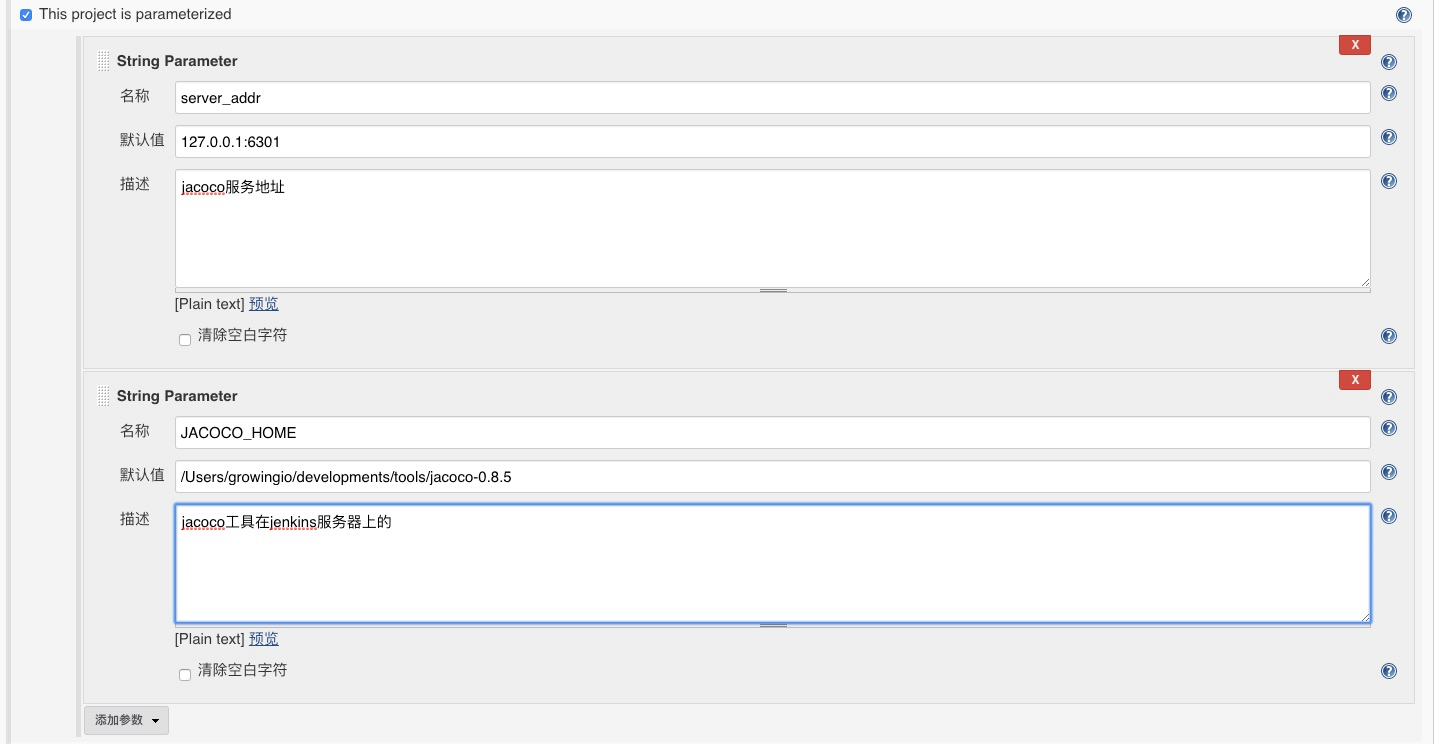 This project is parameterized
X
String Parameter
名称
server_addr
默认值
127.0.0.1:6301
描述
jacoco服务地址
[Plain text] 预览
清除空白字符
X
String Parameter
名称
JACOCO_HOME
默认值
/Users/growingio/developments/tools/jacoco-0.8.5
描述
jacoco工具在jenkins服务器上的
[Plain text] 预览
清除空白字符
添加参数